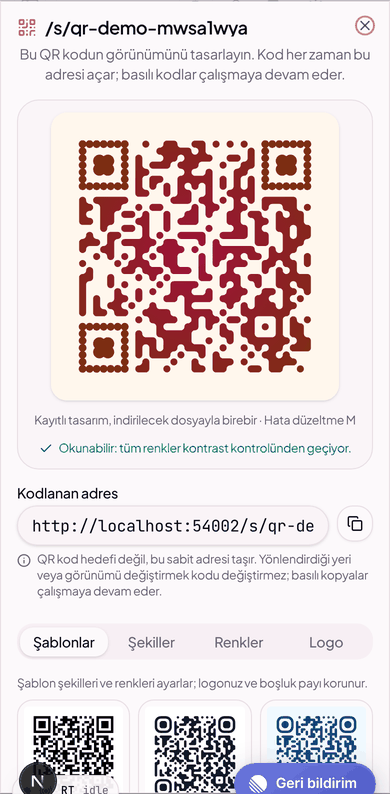 /s/qr-demo-mwsa1wya
Bu QR kodun görünümünü tasarlayın. Kod her zaman bu
adresi açar; basılı kodlar çalışmaya devam eder.
Kayıtlı tasarım, indirilecek dosyayla birebir · Hata düzeltme M
Okunabilir: tüm renkler kontrast kontrolünden geçiyor.
Kodlanan adres
http://localhost:54002/s/qr-de
QR kod hedefi değil, bu sabit adresi taşır. Yönlendirdiği yeri
veya görünümü değiştirmek kodu değiştirmez; basılı kopyalar
çalışmaya devam eder.
Şablonlar
Şekiller
Renkler
Logo
Şablon şekilleri ve renkleri ayarlar; logonuz ve boşluk payı korunur.
N
RT idle
Geri bildirim